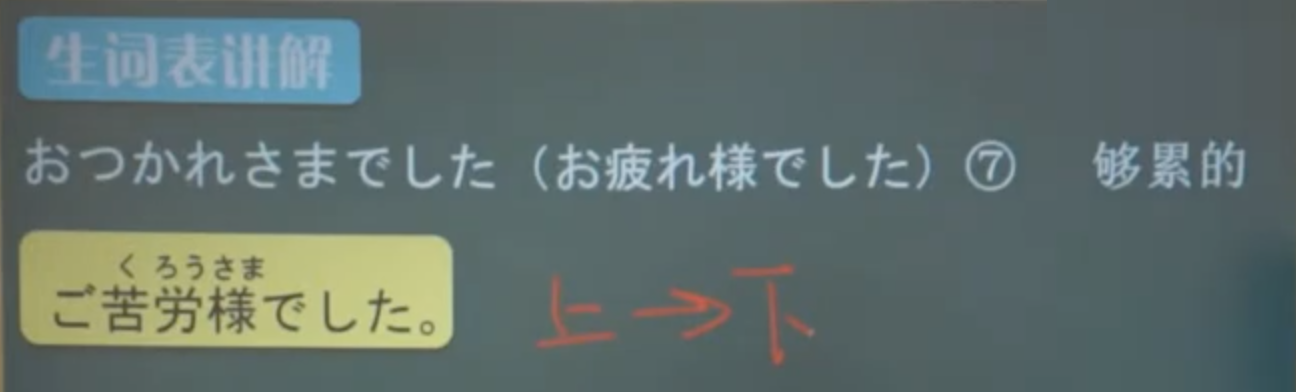 生词表讲解
おつかれさまでした（お疲れ様でした）⑦ 够累的
くろうさま
ご苦労様でした。
上→下